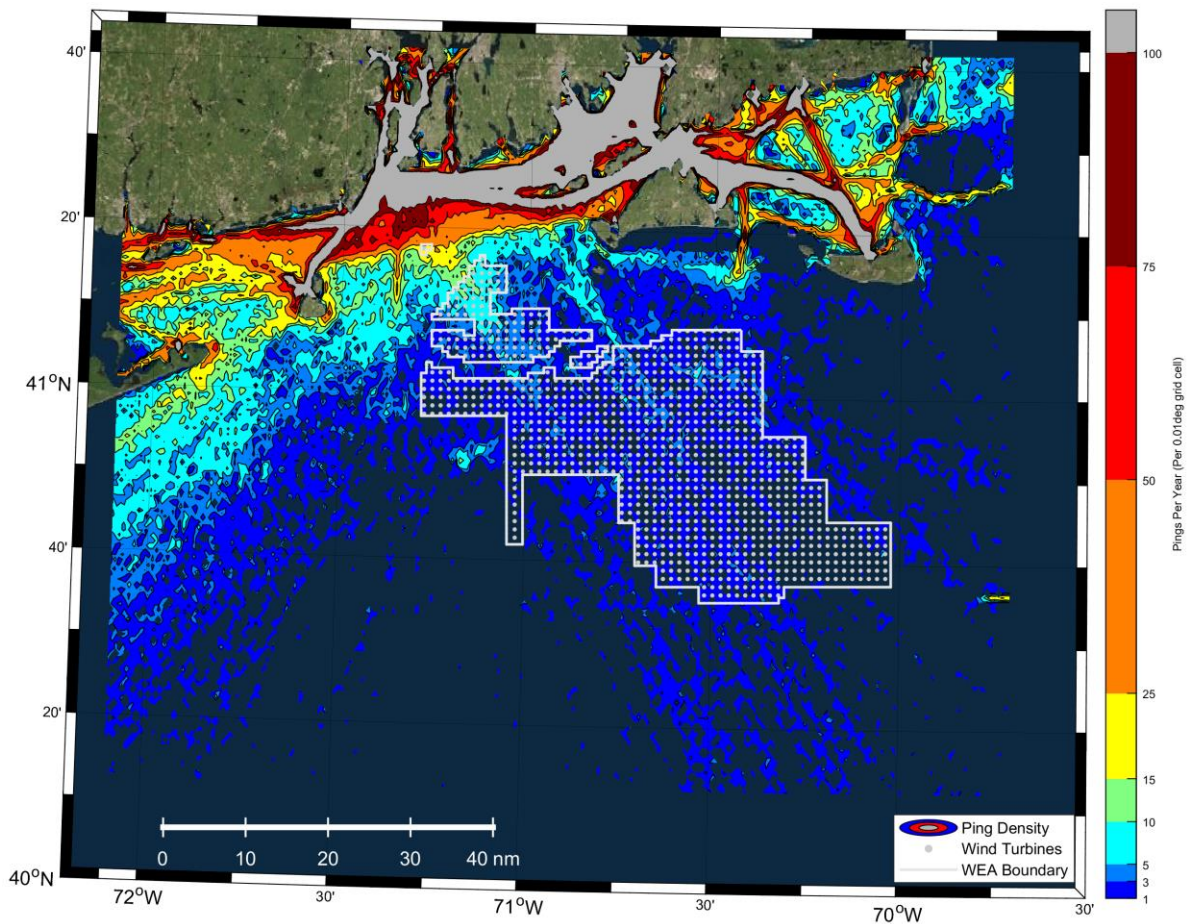 40'
20'
41°N
40'
20'
40°N
72°W
30'
71°W
30'
70°W
30'
0 10 20 30 40 nm
Ping Density
Wind Turbines
WEA Boundary
100
75
50
25
15
10
5
3
1
Pings Per Year (Per 0.01deg grid cell)